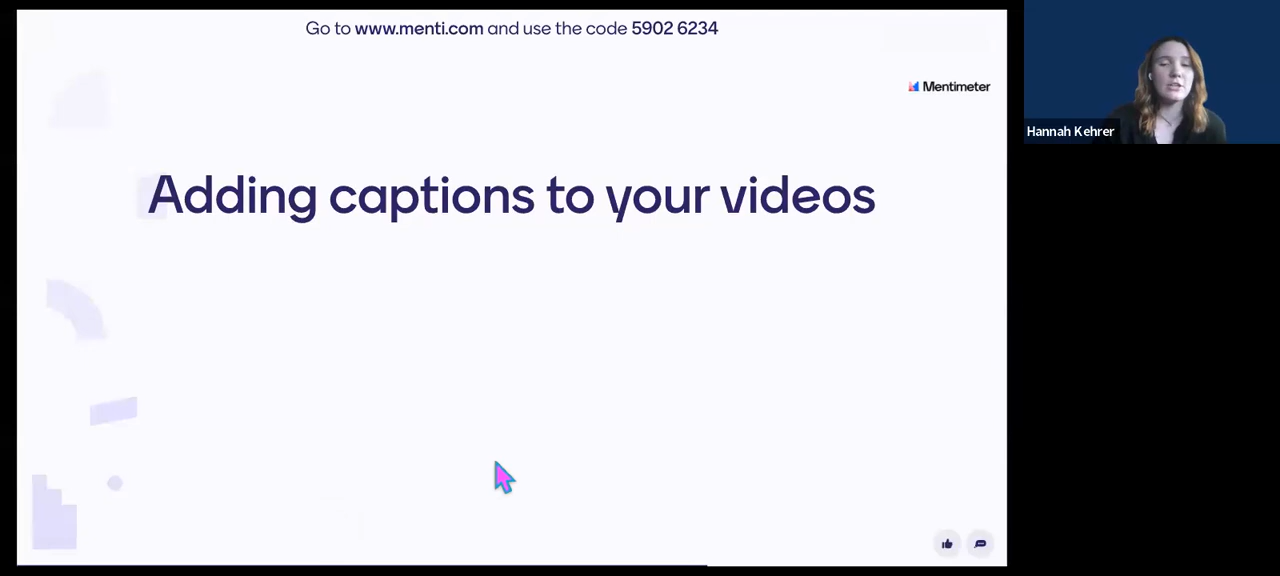 Go to www.menti.com and use the code 5902 6234
Mentimeter
Adding captions to your videos
Hannah Kehrer